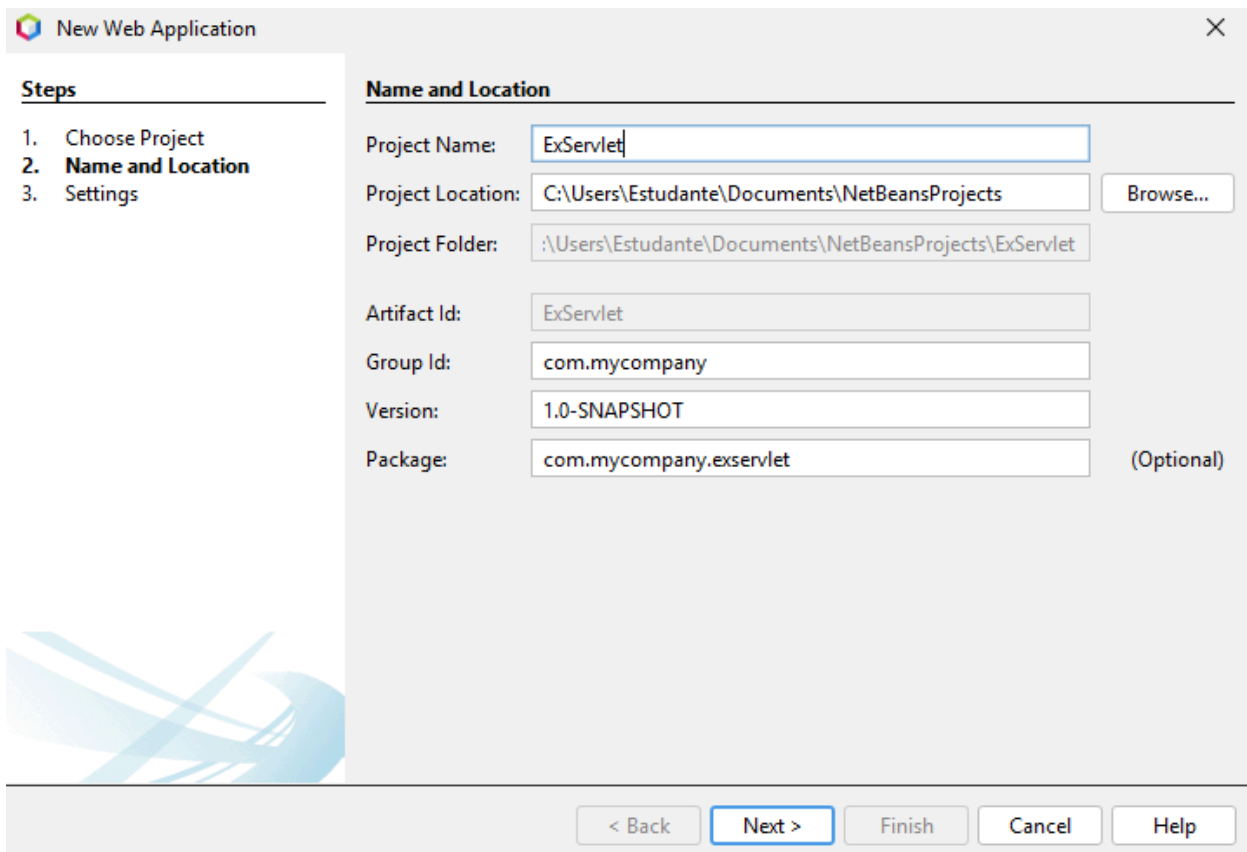 New Web Application
Steps
1. Choose Project
2. Name and Location
3. Settings
Name and Location
Project Name: ExServlet
Project Location: C:\Users\Estudante\Documents\NetBeansProjects Browse...
Project Folder: :\Users\Estudante\Documents\NetBeansProjects\ExServlet
Artifact Id: ExServlet
Group Id: com.mycompany
Version: 1.0-SNAPSHOT
Package: com.mycompany.exservlet (Optional)
< Back Next > Finish Cancel Help